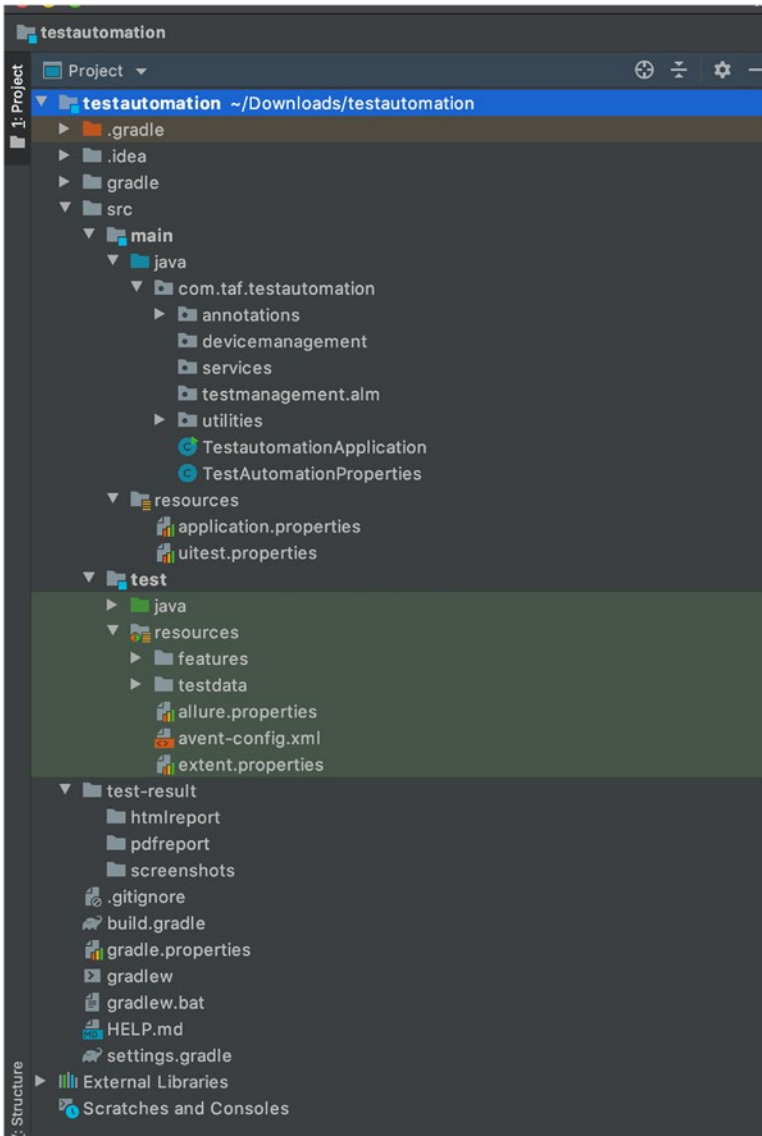 testautomation
1: Project
Project
testautomation ~/Downloads/testautomation
.gradle
.idea
gradle
src
main
java
com.taf.testautomation
annotations
devicemanagement
services
testmanagement.alm
utilities
TestautomationApplication
TestAutomationProperties
resources
application.properties
uitest.properties
test
java
resources
features
testdata
allure.properties
avent-config.xml
extent.properties
test-result
htmlreport
pdfreport
screenshots
.gitignore
build.gradle
gradle.properties
gradlew
gradlew.bat
HELP.md
settings.gradle
External Libraries
Scratches and Consoles
Structure